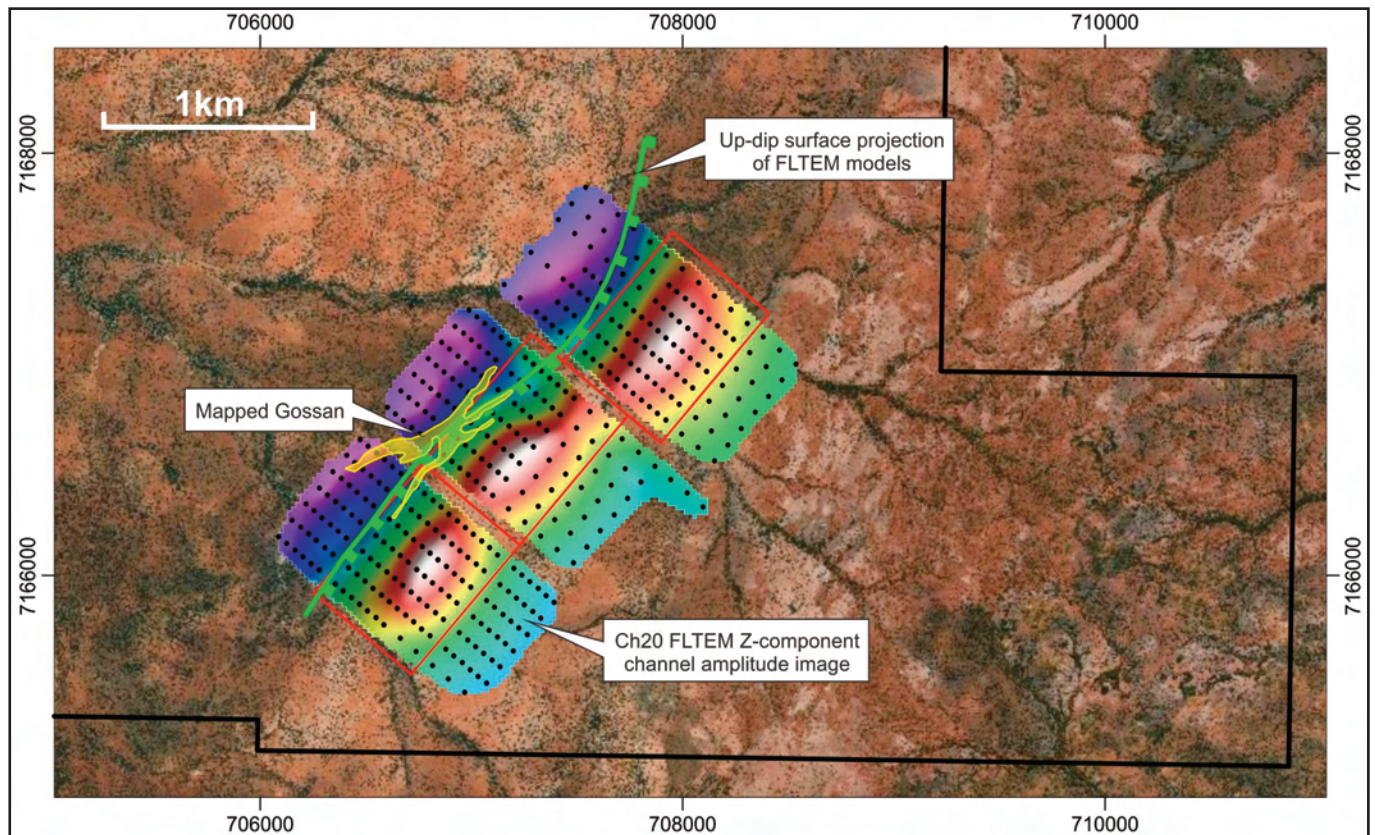 706000
708000
710000
1km
7168000
7168000
Up-dip surface projection
of FLTEM models
Mapped Gossan
7166000
7166000
Ch20 FLTEM Z-component
channel amplitude image
706000
708000
710000